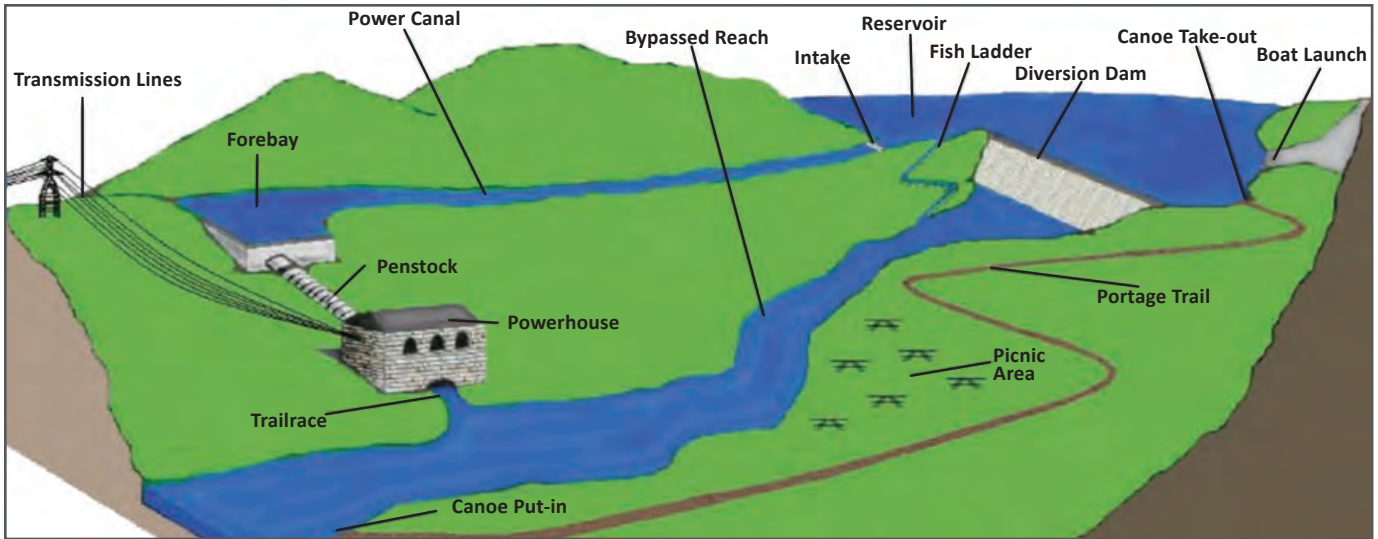 Power Canal
Bypassed Reach
Reservoir
Intake
Fish Ladder
Canoe Take-out
Diversion Dam
Boat Launch
Transmission Lines
Forebay
Penstock
Portage Trail
Powerhouse
Picnic
Area
Trailrace
Canoe Put-in